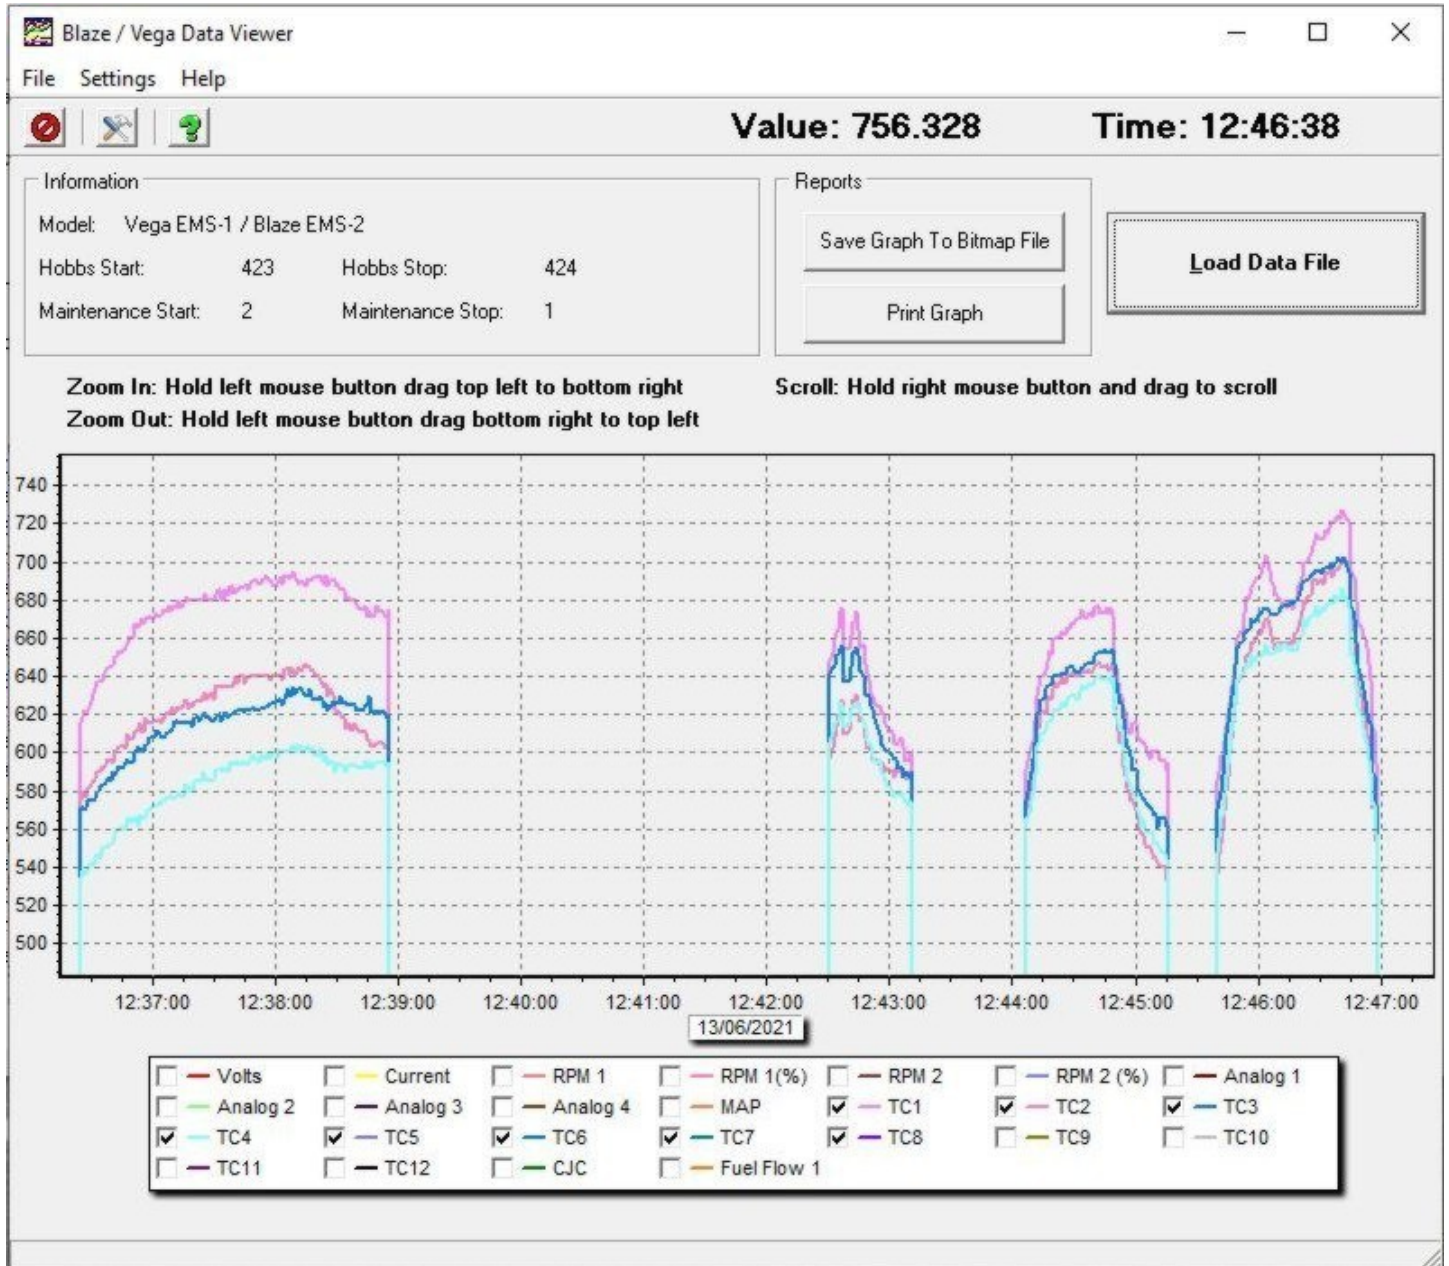 Blaze / Vega Data Viewer
File Settings Help
Value: 756.328 Time: 12:46:38
Information
Model: Vega EMS-1 / Blaze EMS-2
Hobbs Start: 423 Hobbs Stop: 424
Maintenance Start: 2 Maintenance Stop: 1
Reports
Save Graph To Bitmap File
Print Graph
Load Data File
Zoom In: Hold left mouse button drag top left to bottom right
Zoom Out: Hold left mouse button drag bottom right to top left
Scroll: Hold right mouse button and drag to scroll
740
720
700
680
660
640
620
600
580
560
540
520
500
12:37:00 12:38:00 12:39:00 12:40:00 12:41:00 12:42:00 12:43:00 12:44:00 12:45:00 12:46:00 12:47:00
13/06/2021
Volts Current RPM 1 RPM 1(%) RPM 2 RPM 2 (%) Analog 1
Analog 2 Analog 3 Analog 4 MAP TC1 TC2 TC3
TC4 TC5 TC6 TC7 TC8 TC9 TC10
TC11 TC12 CJC Fuel Flow 1